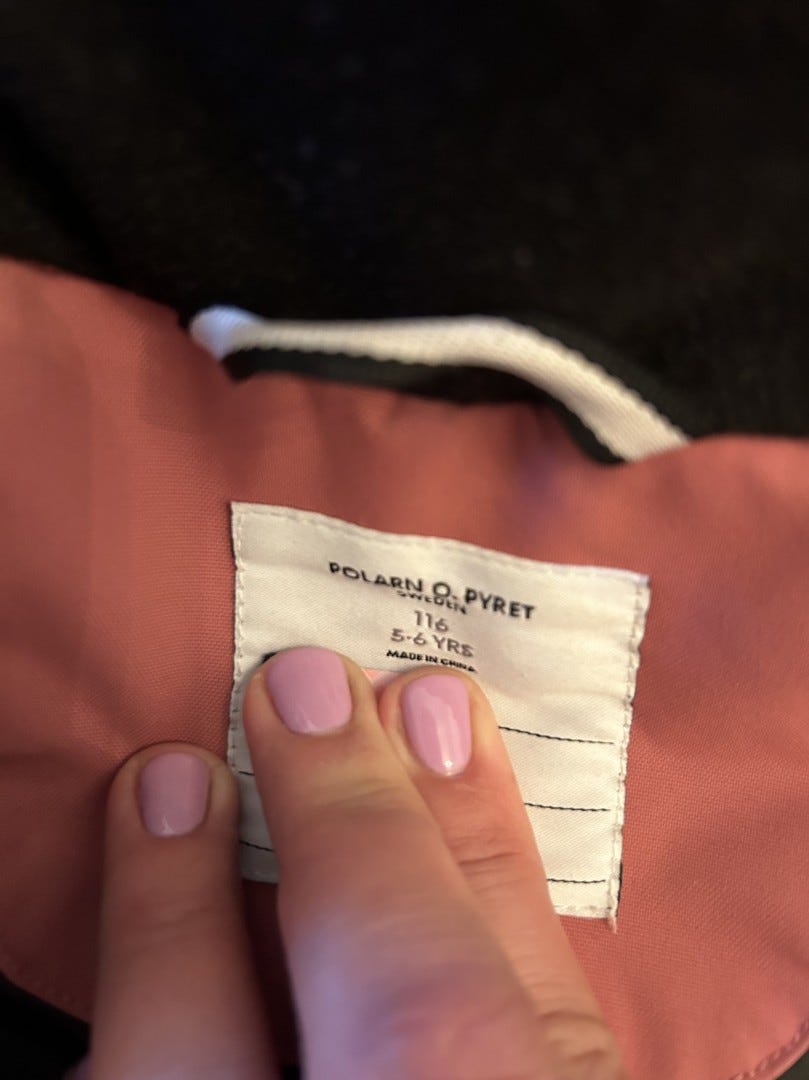 POLARN O. PYRET
SWEDEN
116
5-6 YRS
MADE IN CHINA